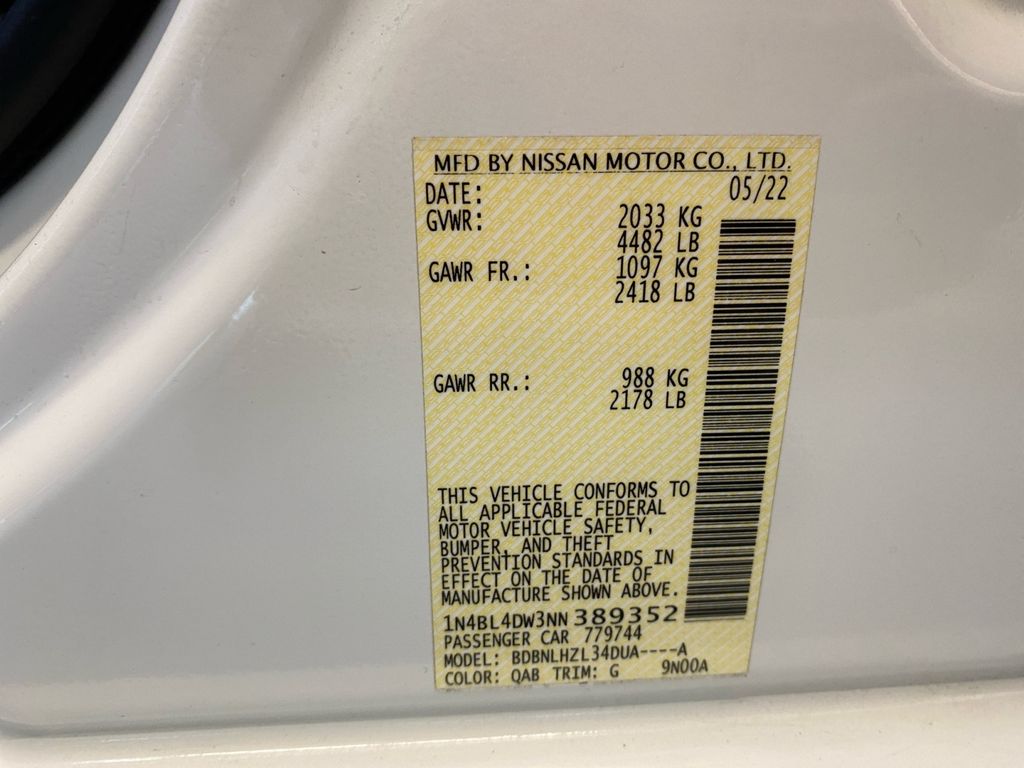 MFD BY NISSAN MOTOR CO., LTD.
DATE: 05/22
GVWR: 2033 KG
4482 LB
GAWR FR.: 1097 KG
2418 LB
GAWR RR.: 988 KG
2178 LB
THIS VEHICLE CONFORMS TO
ALL APPLICABLE FEDERAL
MOTOR VEHICLE SAFETY,
BUMPER, AND THEFT
PREVENTION STANDARDS IN
EFFECT ON THE DATE OF
MANUFACTURE SHOWN ABOVE.
1N4BL4DW3NN389352
PASSENGER CAR 779744
MODEL: BDBNLHZL34DUA----A
COLOR: QAB TRIM: G 9N00A